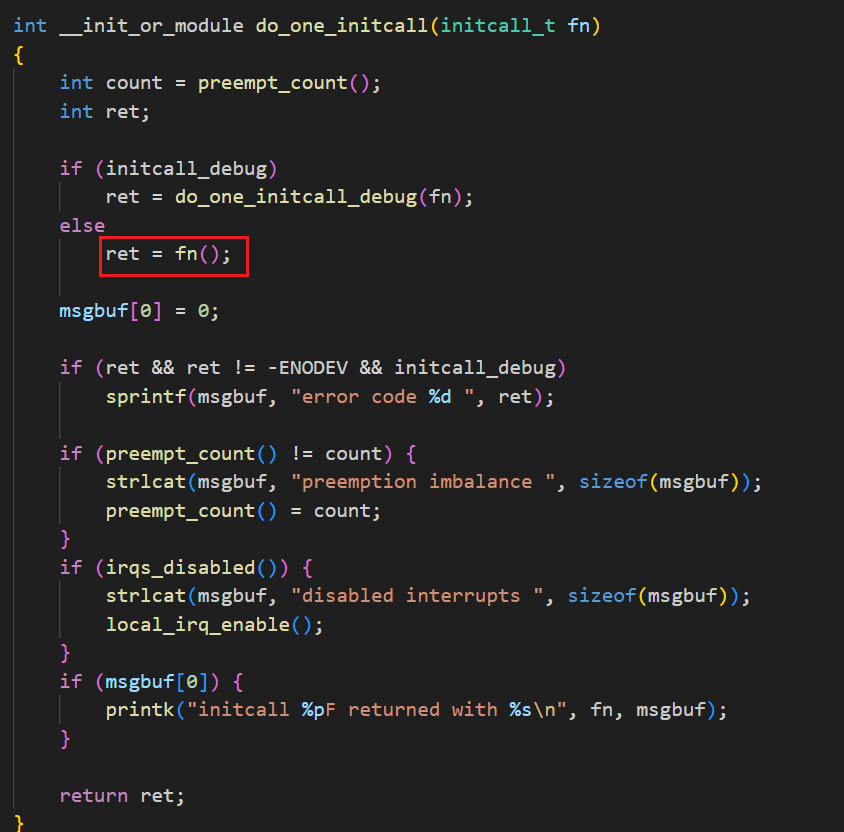 int __init_or_module do_one_initcall(initcall_t fn)
{
    int count = preempt_count();
    int ret;

    if (initcall_debug)
        ret = do_one_initcall_debug(fn);
    else
        ret = fn();

    msgbuf[0] = 0;

    if (ret && ret != -ENODEV && initcall_debug)
        sprintf(msgbuf, "error code %d ", ret);

    if (preempt_count() != count) {
        strlcat(msgbuf, "preemption imbalance ", sizeof(msgbuf));
        preempt_count() = count;
    }
    if (irqs_disabled()) {
        strlcat(msgbuf, "disabled interrupts ", sizeof(msgbuf));
        local_irq_enable();
    }
    if (msgbuf[0]) {
        printk("initcall %pF returned with %s\n", fn, msgbuf);
    }

    return ret;
}